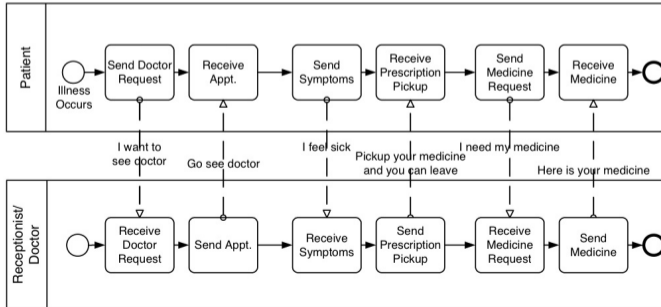 Patient
Illness
Occurs
Send Doctor
Request
Receive
Appt.
Send
Symptoms
Receive
Prescription
Pickup
Send
Medicine
Request
Receive
Medicine
I want to
see doctor
Go see doctor
I feel sick
Pickup your medicine
and you can leave
I need my medicine
Here is your medicine
Receptionist/
Doctor
Receive
Doctor
Request
Send Appt.
Receive
Symptoms
Send
Prescription
Pickup
Receive
Medicine
Request
Send
Medicine